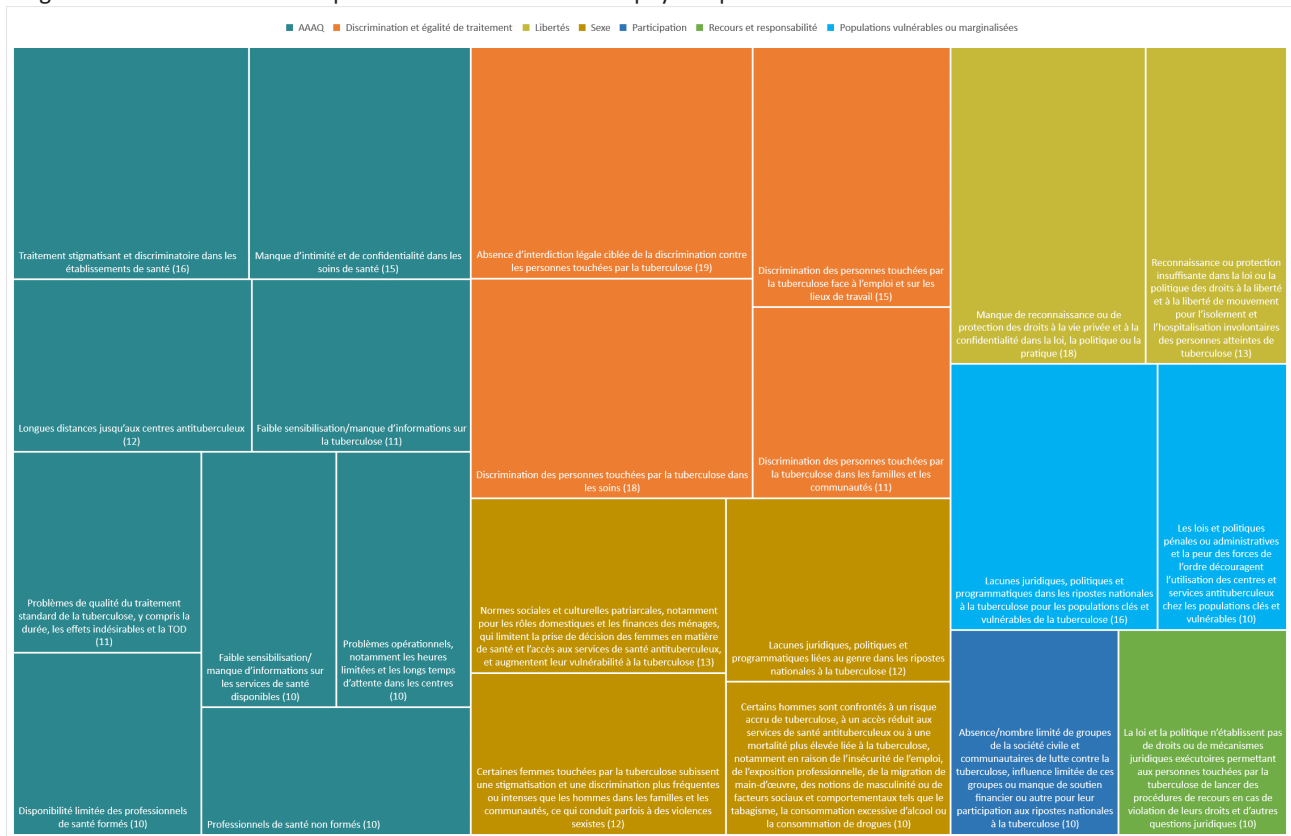 AAAQ
Discrimination et égalité de traitement
Libertés
Sexe
Participation
Recours et responsabilité
Populations vulnérables ou marginalisées
Traitement stigmatisant et discriminatoire dans les
établissements de santé (16)
Manque d'intimité et de confidentialité dans les
soins de santé (15)
Longues distances jusqu'aux centres antituberculeux
(12)
Faible sensibilisation/manque d'informations sur
la tuberculose (11)
Problèmes de qualité du traitement
standard de la tuberculose, y compris la
durée, les effets indésirables et la TOD
(11)
Faible sensibilisation/
manque d'informations sur
les services de santé
disponibles (10)
Problèmes opérationnels,
notamment les heures
limitées et les longs temps
d'attente dans les centres
(10)
Disponibilité limitée des professionnels
de santé formés (10)
Professionnels de santé non formés (10)
Absence d'interdiction légale ciblée de la discrimination contre
les personnes touchées par la tuberculose (19)
Discrimination des personnes touchées par
la tuberculose face à l'emploi et sur les
lieux de travail (15)
Discrimination des personnes touchées par la tuberculose dans
les soins (18)
Discrimination des personnes touchées par
la tuberculose dans les familles et les
communautés (11)
Normes sociales et culturelles patriarcales, notamment
pour les rôles domestiques et les finances des ménages,
qui limitent la prise de décision des femmes en matière
de santé et l'accès aux services de santé antituberculeux,
et augmentent leur vulnérabilité à la tuberculose (13)
Lacunes juridiques, politiques et
programmatiques liées au genre dans les ripostes
nationales à la tuberculose (12)
Certaines femmes touchées par la tuberculose subissent
une stigmatisation et une discrimination plus fréquentes
ou intenses que les hommes dans les familles et les
communautés, ce qui conduit parfois à des violences
sexistes (12)
Certains hommes sont confrontés à un risque
accru de tuberculose, à un accès réduit aux
services de santé antituberculeux ou à une
mortalité plus élevée liée à la tuberculose,
notamment en raison de l'insécurité de l'emploi,
de l'exposition professionnelle, de la migration de
main-d'œuvre, des notions de masculinité ou de
facteurs sociaux et comportementaux tels que le
tabagisme, la consommation excessive d'alcool ou
la consommation de drogues (10)
Manque de reconnaissance ou de
protection des droits à la vie privée et à la
confidentialité dans la loi, la politique ou la
pratique (18)
Reconnaissance ou protection
insuffisante dans la loi ou la
politique des droits à la liberté
et à la liberté de mouvement
pour l'isolement et
l'hospitalisation involontaires
des personnes atteintes de
tuberculose (13)
Lacunes juridiques, politiques et
programmatiques dans les ripostes nationales
à la tuberculose pour les populations clés et
vulnérables de la tuberculose (16)
Les lois et politiques
pénales ou administratives
et la peur des forces de
l'ordre découragent
l'utilisation des centres et
services antituberculeux
chez les populations clés et
vulnérables (10)
Absence/nombre limité de groupes
de la société civile et
communautaires de lutte contre la
tuberculose, influence limitée de ces
groupes ou manque de soutien
financier ou autre pour leur
participation aux ripostes nationales
à la tuberculose (10)
La loi et la politique n'établissent pas
de droits ou de mécanismes
juridiques exécutoires permettant
aux personnes touchées par la
tuberculose de lancer des
procédures de recours en cas de
violation de leurs droits et d'autres
questions juridiques (10)